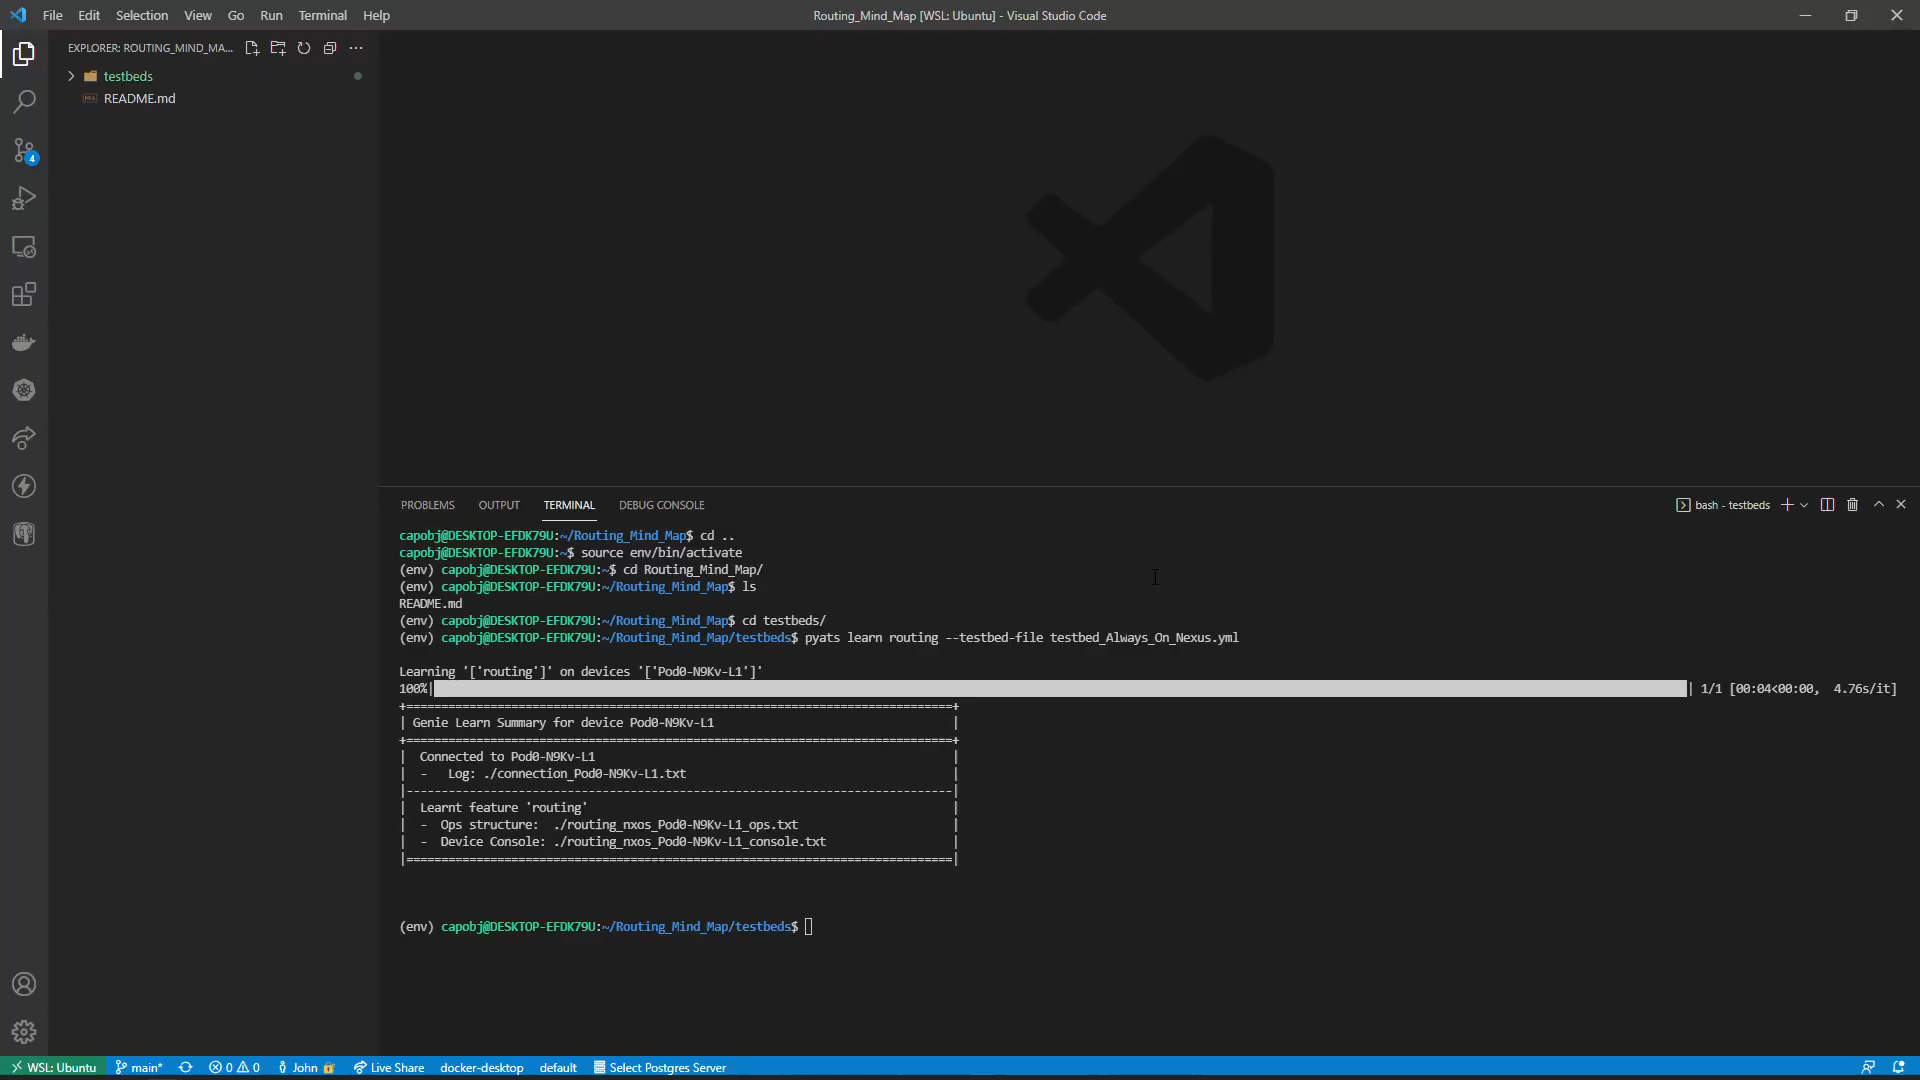 File Edit Selection View Go Run Terminal Help
Routing_Mind_Map [WSL: Ubuntu] - Visual Studio Code
EXPLORER: ROUTING_MIND_MA...
testbeds
README.md
4
PROBLEMS OUTPUT TERMINAL DEBUG CONSOLE
bash - testbeds
capobj@DESKTOP-EFDK79U:~/Routing_Mind_Map$ cd ..
capobj@DESKTOP-EFDK79U:~$ source env/bin/activate
(env) capobj@DESKTOP-EFDK79U:~$ cd Routing_Mind_Map/
(env) capobj@DESKTOP-EFDK79U:~/Routing_Mind_Map$ ls
README.md
(env) capobj@DESKTOP-EFDK79U:~/Routing_Mind_Map$ cd testbeds/
(env) capobj@DESKTOP-EFDK79U:~/Routing_Mind_Map/testbeds$ pyats learn routing --testbed-file testbed_Always_On_Nexus.yml
Learning '['routing']' on devices '['Pod0-N9Kv-L1']'
100%| | 1/1 [00:04<00:00, 4.76s/it]
+==============================================================================+
| Genie Learn Summary for device Pod0-N9Kv-L1 |
+==============================================================================+
| Connected to Pod0-N9Kv-L1 |
| - Log: ./connection_Pod0-N9Kv-L1.txt |
|------------------------------------------------------------------------------|
| Learnt feature 'routing' |
| - Ops structure: ./routing_nxos_Pod0-N9Kv-L1_ops.txt |
| - Device Console: ./routing_nxos_Pod0-N9Kv-L1_console.txt |
|==============================================================================|
(env) capobj@DESKTOP-EFDK79U:~/Routing_Mind_Map/testbeds$
WSL: Ubuntu main* 0 0 John Live Share docker-desktop default Select Postgres Server